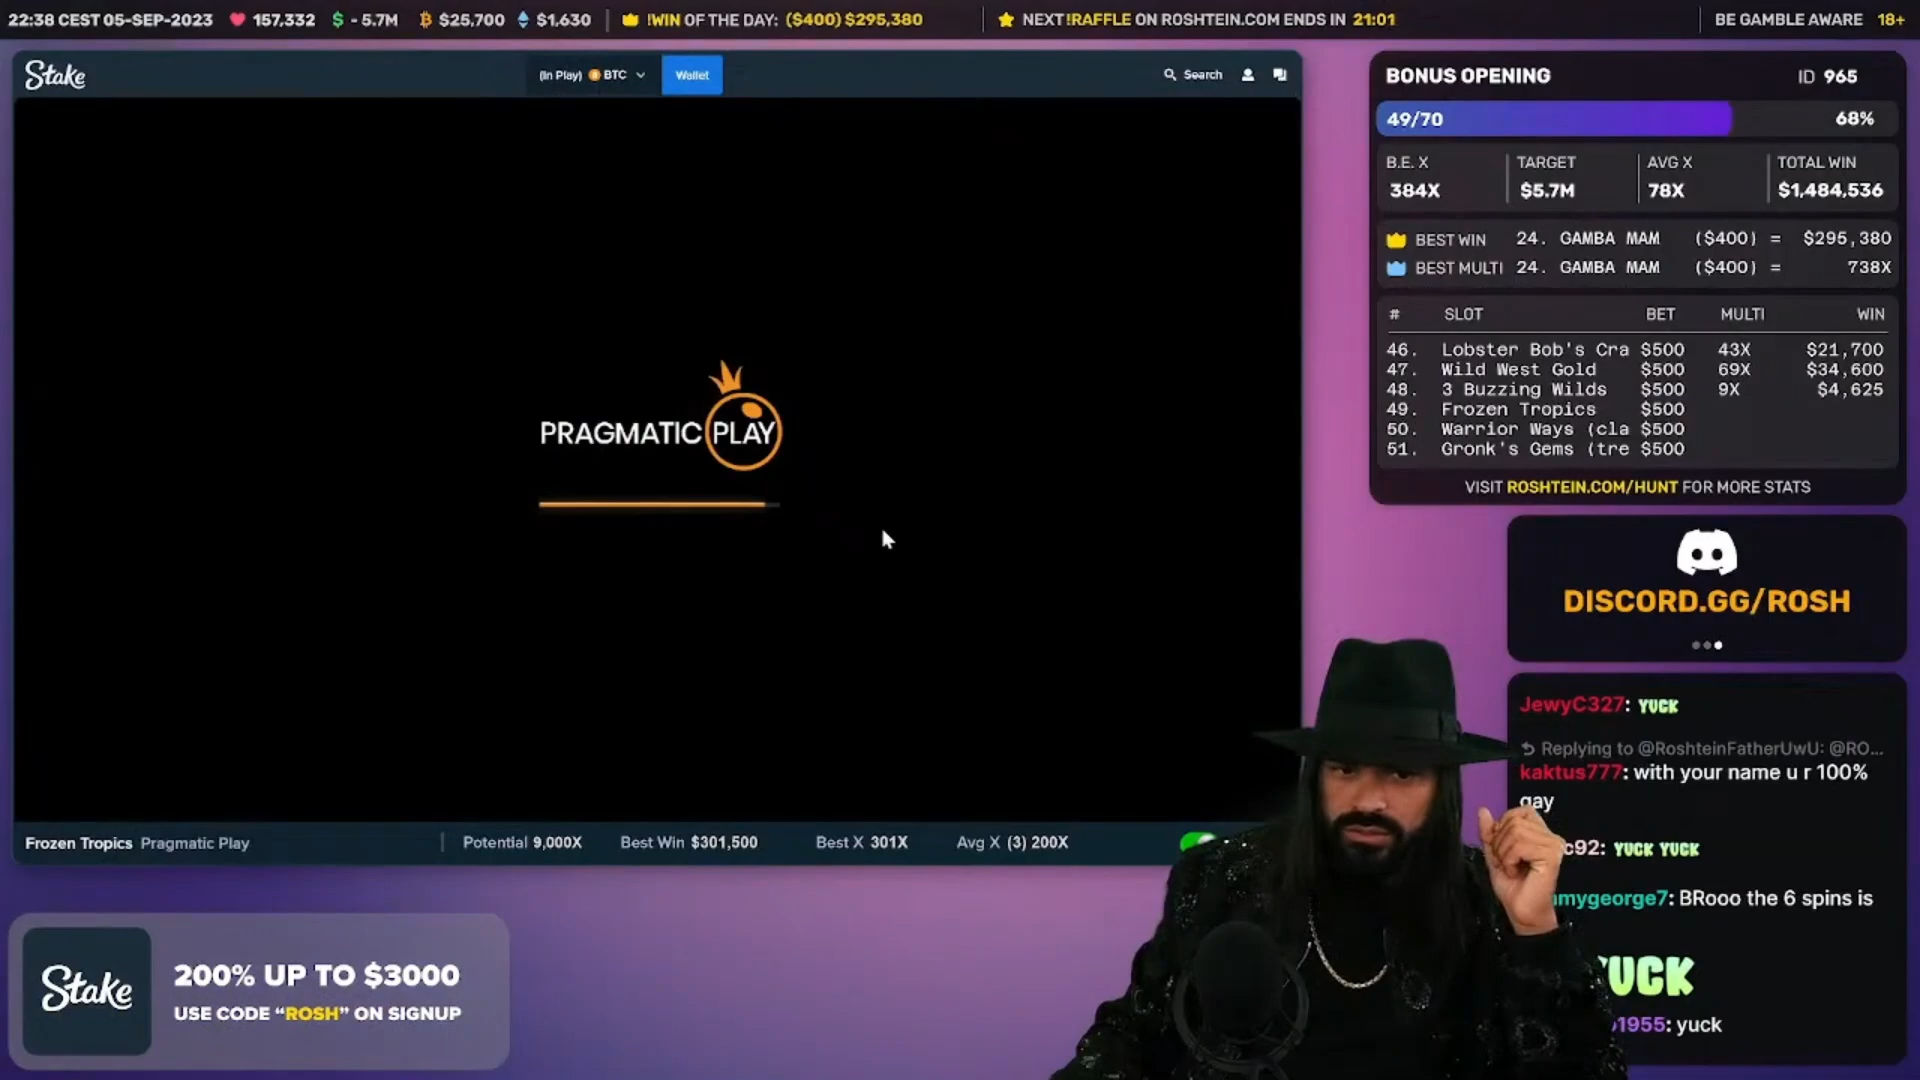 22:38 CEST 05-SEP-2023 157,332 $ - 5.7M $25,700 $1,630 !WIN OF THE DAY: ($400) $295,380 NEXT !RAFFLE ON ROSHTEIN.COM ENDS IN 21:01 BE GAMBLE AWARE 18+
Stake (In Play) BTC Wallet Search
PRAGMATIC PLAY
Frozen Tropics Pragmatic Play Potential 9,000X Best Win $301,500 Best X 301X Avg X (3) 200X
Stake
200% UP TO $3000
USE CODE “ROSH” ON SIGNUP
BONUS OPENING ID 965
49/70 68%
B.E. X TARGET AVG X TOTAL WIN
384X $5.7M 78X $1,484,536
BEST WIN 24. GAMBA MAM ($400) = $295,380
BEST MULTI 24. GAMBA MAM ($400) = 738X
# SLOT BET MULTI WIN
46. Lobster Bob's Cra $500 43X $21,700
47. Wild West Gold $500 69X $34,600
48. 3 Buzzing Wilds $500 9X $4,625
49. Frozen Tropics $500
50. Warrior Ways (cla $500
51. Gronk's Gems (tre $500
VISIT ROSHTEIN.COM/HUNT FOR MORE STATS
DISCORD.GG/ROSH
JewyC327: YUCK
Replying to @RoshteinFatherUwU: @RO...
kaktus777: with your name u r 100%
gay
c92: YUCK YUCK
mygeorge7: BRooo the 6 spins is
YUCK
1955: yuck